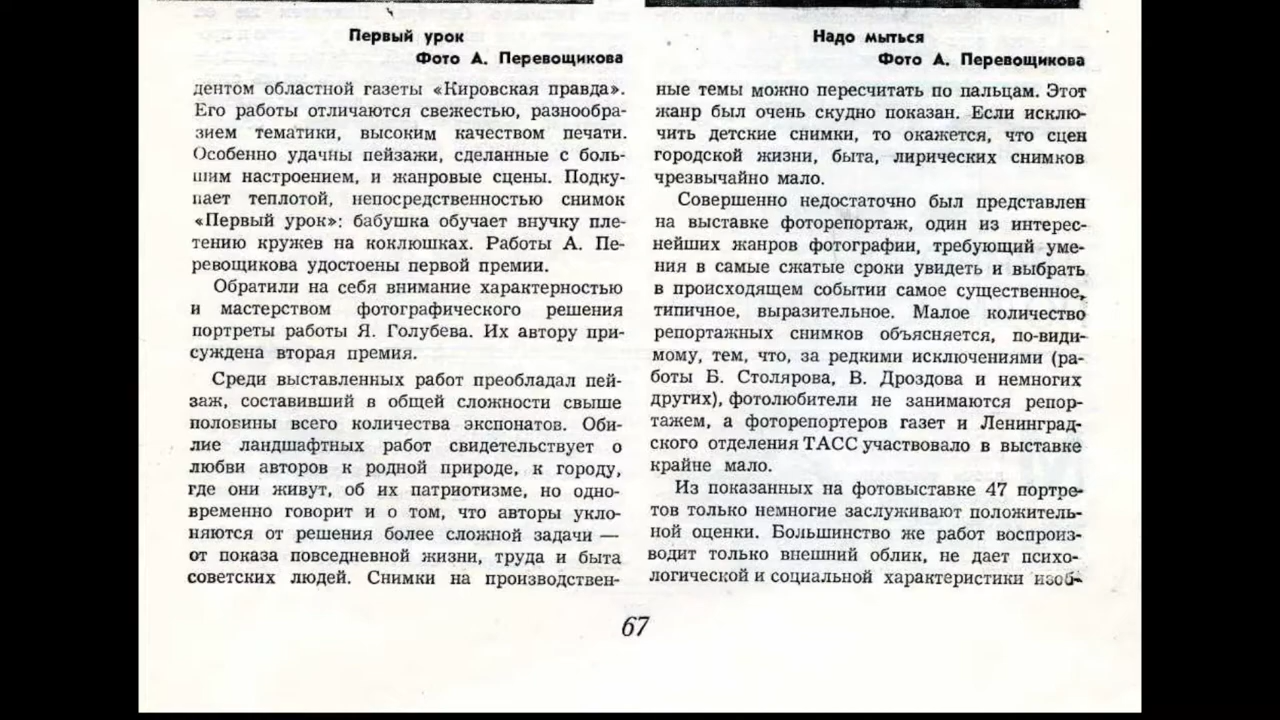 Первый урок
Фото А. Перевощикова
дентом областной газеты «Кировская правда».
Его работы отличаются свежестью, разнообра-
зием тематики, высоким качеством печати.
Особенно удачны пейзажи, сделанные с боль-
шим настроением, и жанровые сцены. Подку-
пает теплотой, непосредственностью снимок
«Первый урок»: бабушка обучает внучку пле-
тению кружев на коклюшках. Работы А. Пе-
ревощикова удостоены первой премии.
Обратили на себя внимание характерностью
и мастерством фотографического решения
портреты работы Я. Голубева. Их автору при-
суждена вторая премия.
Среди выставленных работ преобладал пей-
заж, составивший в общей сложности свыше
половины всего количества экспонатов. Оби-
лие ландшафтных работ свидетельствует о
любви авторов к родной природе, к городу,
где они живут, об их патриотизме, но одно-
временно говорит и о том, что авторы укло-
няются от решения более сложной задачи —
от показа повседневной жизни, труда и быта
советских людей. Снимки на производствен-
Надо мыться
Фото А. Перевощикова
ные темы можно пересчитать по пальцам. Этот
жанр был очень скудно показан. Если исклю-
чить детские снимки, то окажется, что сцен
городской жизни, быта, лирических снимков
чрезвычайно мало.
Совершенно недостаточно был представлен
на выставке фоторепортаж, один из интерес-
нейших жанров фотографии, требующий уме-
ния в самые сжатые сроки увидеть и выбрать
в происходящем событии самое существенное,
типичное, выразительное. Малое количество
репортажных снимков объясняется, по-види-
мому, тем, что, за редкими исключениями (ра-
боты Б. Столярова, В. Дроздова и немногих
других), фотолюбители не занимаются репор-
тажем, а фоторепортеров газет и Ленинград-
ского отделения ТАСС участвовало в выставке
крайне мало.
Из показанных на фотовыставке 47 портре-
тов только немногие заслуживают положитель-
ной оценки. Большинство же работ воспроиз-
водит только внешний облик, не дает психо-
логической и социальной характеристики изоб-
67